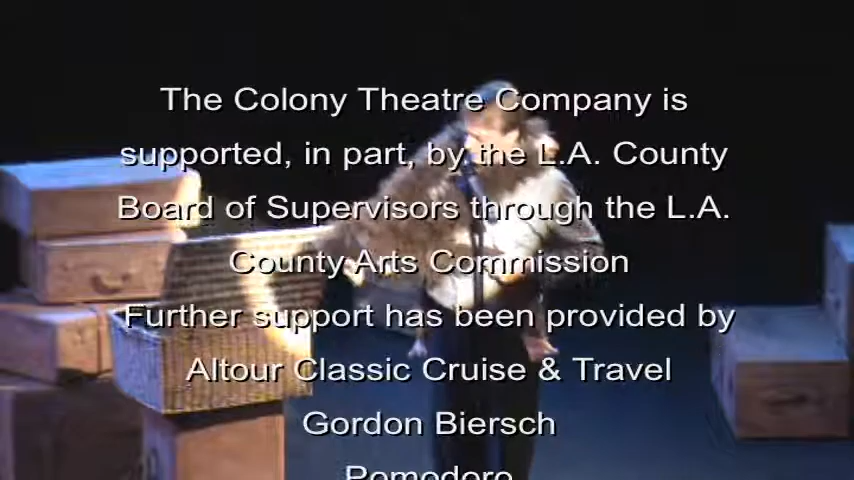 The Colony Theatre Company is
supported, in part, by the L.A. County
Board of Supervisors through the L.A.
County Arts Commission
Further support has been provided by
Altour Classic Cruise & Travel
Gordon Biersch
Pomodoro